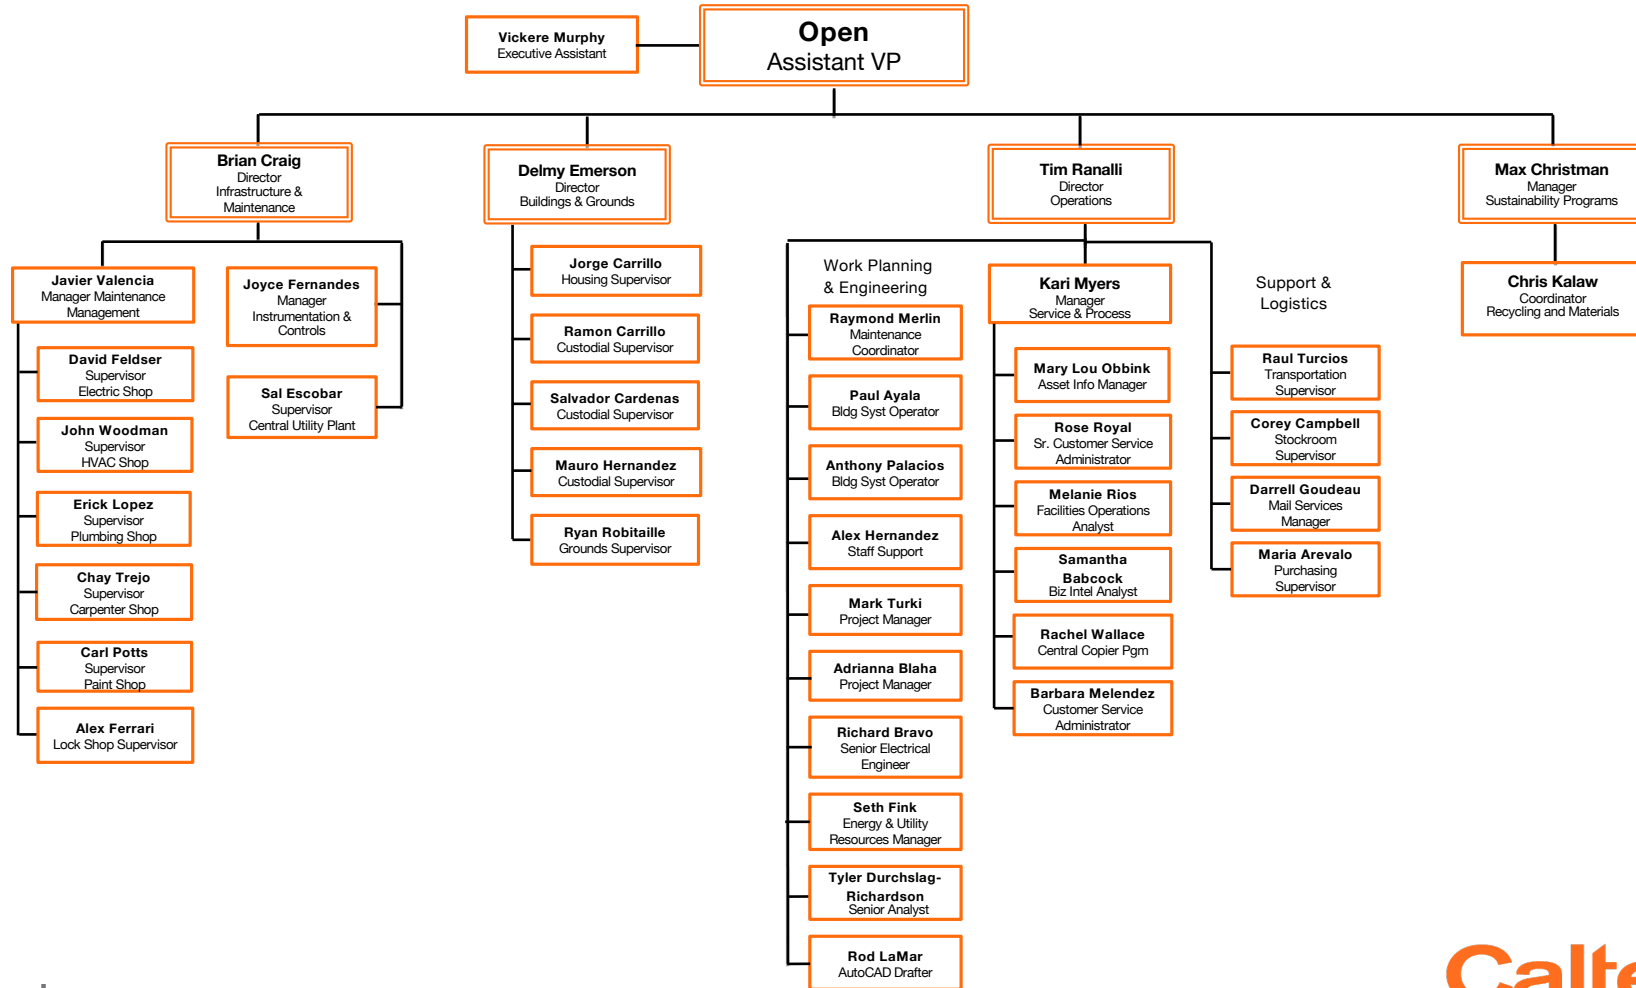 Vickere Murphy
Executive Assistant
Open
Assistant VP
Brian Craig
Director
Infrastructure &
Maintenance
Delmy Emerson
Director
Buildings & Grounds
Tim Ranalli
Director
Operations
Max Christman
Manager
Sustainability Programs
Javier Valencia
Manager Maintenance
Management
David Feldser
Supervisor
Electric Shop
John Woodman
Supervisor
HVAC Shop
Erick Lopez
Supervisor
Plumbing Shop
Chay Trejo
Supervisor
Carpenter Shop
Carl Potts
Supervisor
Paint Shop
Alex Ferrari
Lock Shop Supervisor
Joyce Fernandes
Manager
Instrumentation &
Controls
Sal Escobar
Supervisor
Central Utility Plant
Jorge Carrillo
Housing Supervisor
Ramon Carrillo
Custodial Supervisor
Salvador Cardenas
Custodial Supervisor
Mauro Hernandez
Custodial Supervisor
Ryan Robitaille
Grounds Supervisor
Work Planning
& Engineering
Raymond Merlin
Maintenance
Coordinator
Paul Ayala
Bldg Syst Operator
Anthony Palacios
Bldg Syst Operator
Alex Hernandez
Staff Support
Mark Turki
Project Manager
Adrianna Blaha
Project Manager
Richard Bravo
Senior Electrical
Engineer
Seth Fink
Energy & Utility
Resources Manager
Tyler Durchslag-
Richardson
Senior Analyst
Rod LaMar
AutoCAD Drafter
Kari Myers
Manager
Service & Process
Mary Lou Obbink
Asset Info Manager
Rose Royal
Sr. Customer Service
Administrator
Melanie Rios
Facilities Operations
Analyst
Samantha
Babcock
Biz Intel Analyst
Rachel Wallace
Central Copier Pgm
Barbara Melendez
Customer Service
Administrator
Support &
Logistics
Raul Turcios
Transportation
Supervisor
Corey Campbell
Stockroom
Supervisor
Darrell Goudeau
Mail Services
Manager
Maria Arevalo
Purchasing
Supervisor
Chris Kalaw
Coordinator
Recycling and Materials